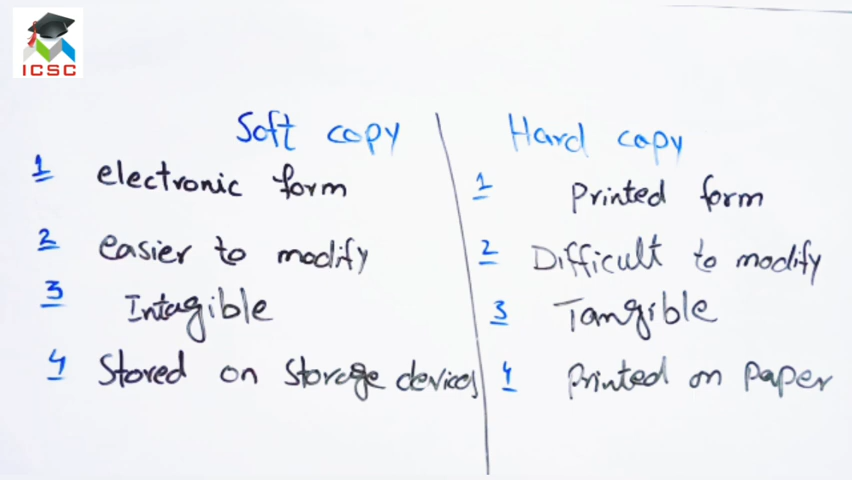 ICSC
Soft copy
1 electronic form
2 easier to modify
3 Intagible
4 Stored on storage devices
Hard copy
1 Printed form
2 Difficult to modify
3 Tangible
4 Printed on paper